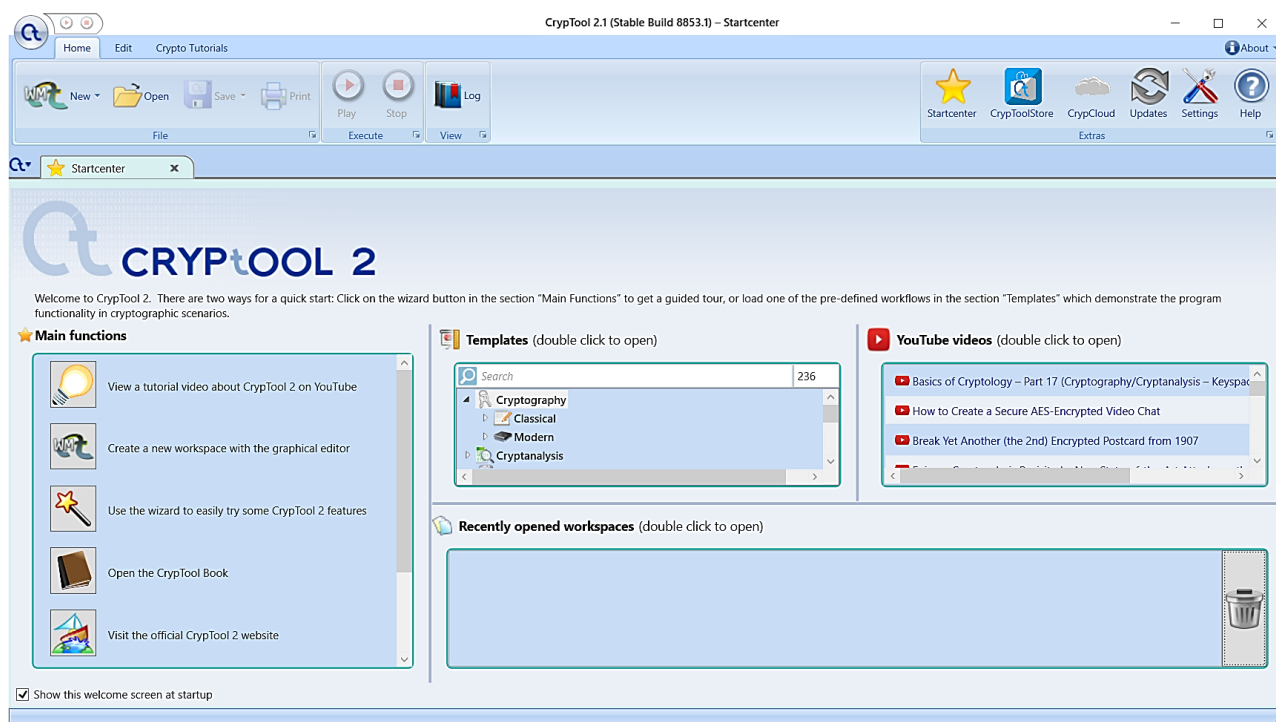 CrypTool 2.1 (Stable Build 8853.1) – Startcenter
Home Edit Crypto Tutorials About
New Open Save Print Play Stop Log Startcenter CrypToolStore CrypCloud Updates Settings Help
File Execute View Extras
Startcenter
CRYPtOOL 2
Welcome to CrypTool 2. There are two ways for a quick start: Click on the wizard button in the section "Main Functions" to get a guided tour, or load one of the pre-defined workflows in the section "Templates" which demonstrate the program
functionality in cryptographic scenarios.
Main functions
View a tutorial video about CrypTool 2 on YouTube
Create a new workspace with the graphical editor
Use the wizard to easily try some CrypTool 2 features
Open the CrypTool Book
Visit the official CrypTool 2 website
Templates (double click to open)
Search 236
Cryptography
Classical
Modern
Cryptanalysis
YouTube videos (double click to open)
Basics of Cryptology – Part 17 (Cryptography/Cryptanalysis – Keyspac
How to Create a Secure AES-Encrypted Video Chat
Break Yet Another (the 2nd) Encrypted Postcard from 1907
Recently opened workspaces (double click to open)
Show this welcome screen at startup